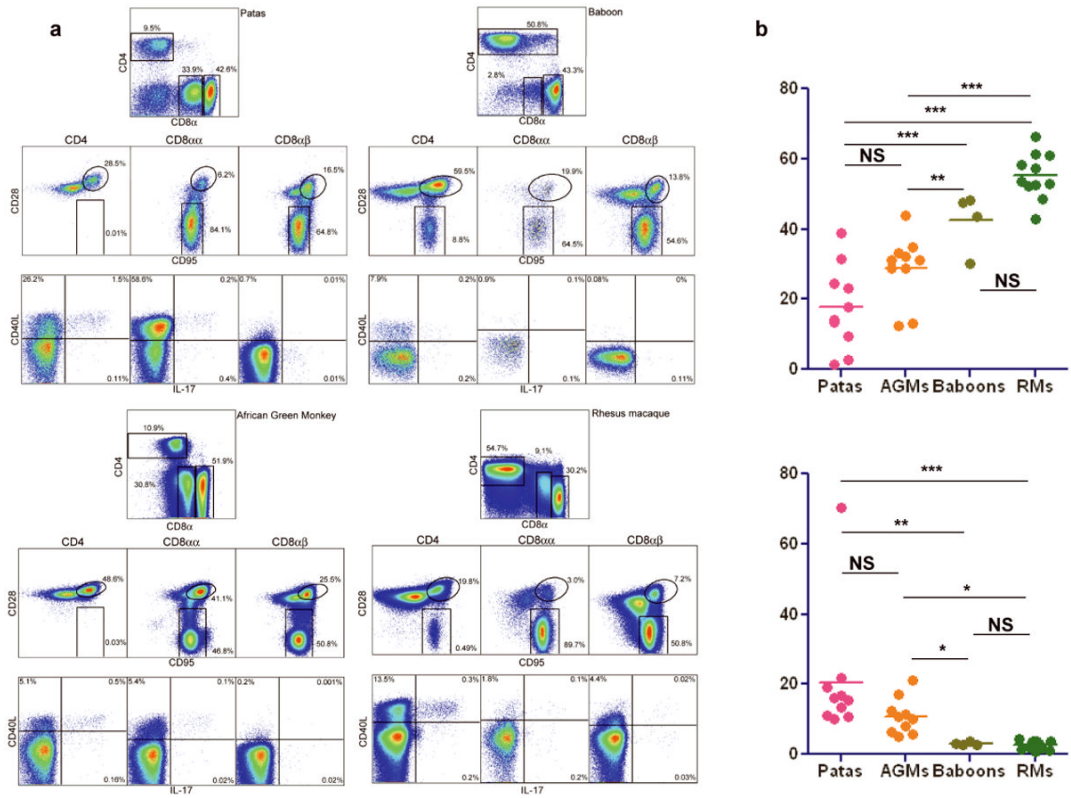 a
Patas
9.5%
33.9%
42.6%
CD4
CD8α
Baboon
50.8%
2.8%
43.3%
CD4
CD8α
CD4 CD8αα CD8αβ
28.5%
6.2%
16.5%
0.01%
84.1%
64.8%
CD28
CD95
26.2% 1.5% 58.6% 0.2% 0.7% 0.01%
0.11% 0.4% 0.01%
CD40L
IL-17
CD4 CD8αα CD8αβ
59.5%
19.9%
13.8%
8.8%
64.5%
54.6%
CD28
CD95
7.9% 0.2% 0.9% 0.1% 0.08% 0%
0.2% 0.1% 0.11%
CD40L
IL-17
African Green Monkey
10.9%
30.8%
51.9%
CD4
CD8α
Rhesus macaque
54.7%
9.1%
30.2%
CD4
CD8α
CD4 CD8αα CD8αβ
48.6%
41.1%
25.5%
0.03%
46.8%
50.8%
CD28
CD95
5.1% 0.5% 5.4% 0.1% 0.2% 0.001%
0.16% 0.02% 0.02%
CD40L
IL-17
CD4 CD8αα CD8αβ
19.8%
3.0%
7.2%
0.49%
89.7%
50.8%
CD28
CD95
13.5% 0.3% 1.8% 0.1% 4.4% 0.02%
0.2% 0.2% 0.03%
CD40L
IL-17
b
80
60
40
20
0
***
***
***
NS
**
NS
Patas AGMs Baboons RMs
80
60
40
20
0
***
**
NS
*
NS
*
Patas AGMs Baboons RMs